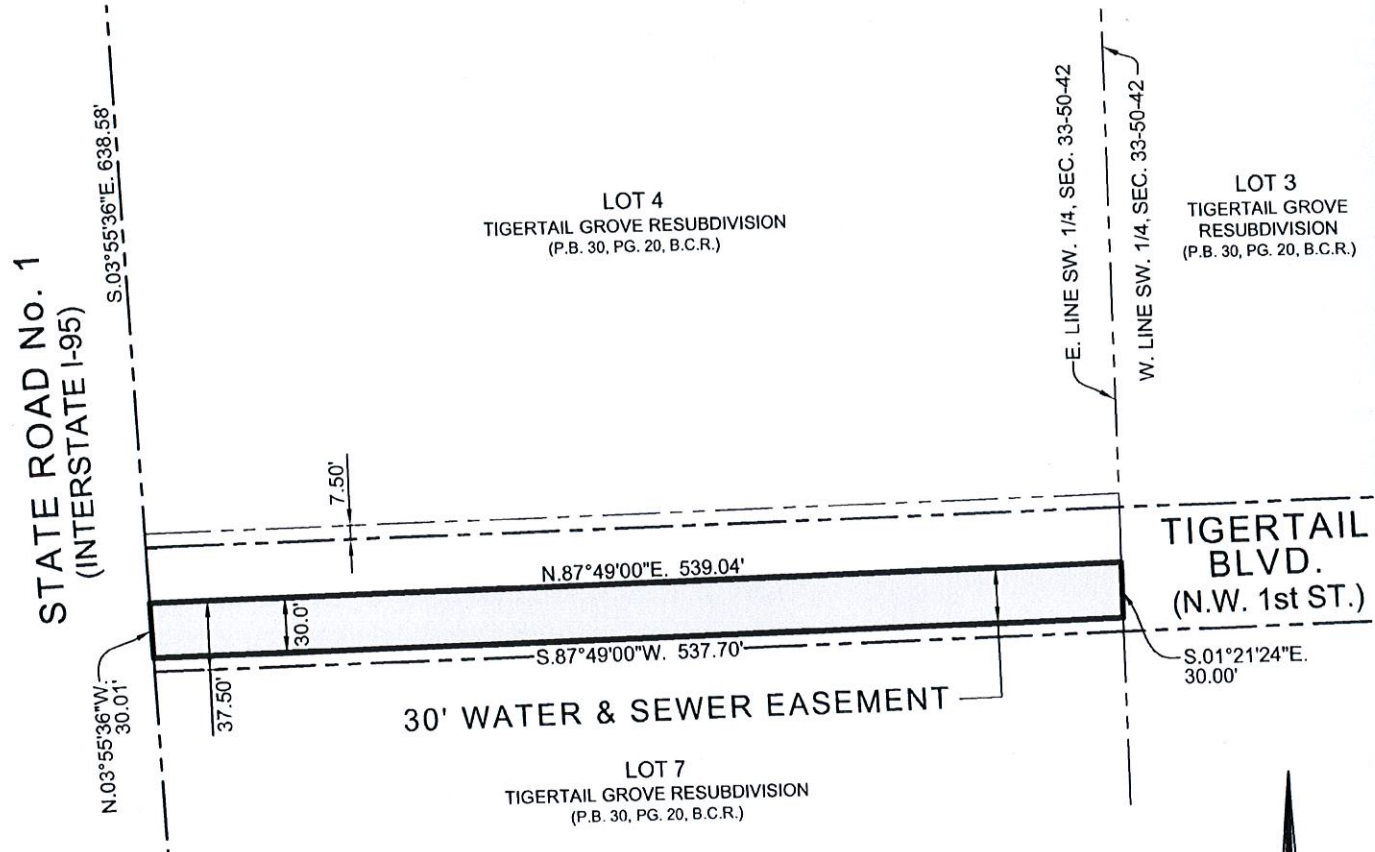 STATE ROAD No. 1
(INTERSTATE I-95)
S.03°55'36"E. 638.58'
LOT 4
TIGERTAIL GROVE RESUBDIVISION
(P.B. 30, PG. 20, B.C.R.)
E. LINE SW. 1/4, SEC. 33-50-42
W. LINE SW. 1/4, SEC. 33-50-42
LOT 3
TIGERTAIL GROVE
RESUBDIVISION
(P.B. 30, PG. 20, B.C.R.)
7.50'
N.87°49'00"E. 539.04'
TIGERTAIL
BLVD.
(N.W. 1st ST.)
30.0'
S.87°49'00"W. 537.70'
S.01°21'24"E.
30.00'
N.03°55'36"W.
30.01'
37.50'
30' WATER & SEWER EASEMENT
LOT 7
TIGERTAIL GROVE RESUBDIVISION
(P.B. 30, PG. 20, B.C.R.)